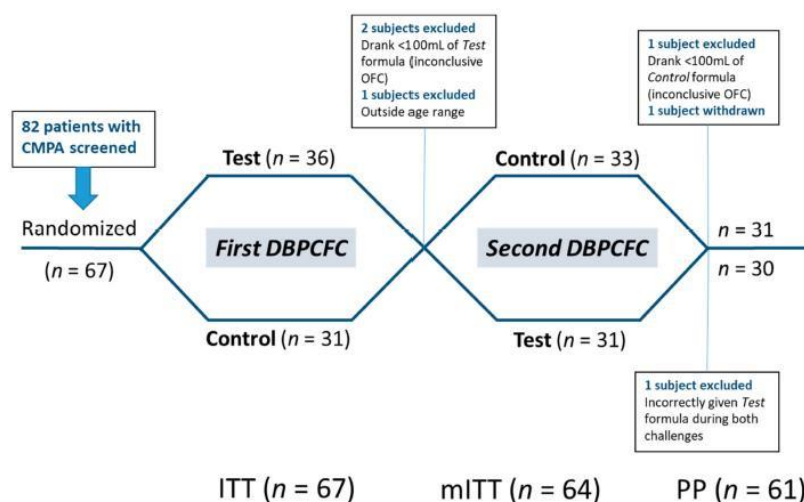 2 subjects excluded
Drank <100mL of Test
formula (inconclusive
OFC)
1 subjects excluded
Outside age range
1 subject excluded
Drank <100mL of
Control formula
(inconclusive OFC)
1 subject withdrawn
82 patients with
CMPA screened
Test (n = 36)
Control (n = 33)
Randomized
(n = 67)
First DBPCFC
Second DBPCFC
n = 31
n = 30
Control (n = 31)
Test (n = 31)
1 subject excluded
Incorrectly given Test
formula during both
challenges
ITT (n = 67)
mITT (n = 64)
PP (n = 61)